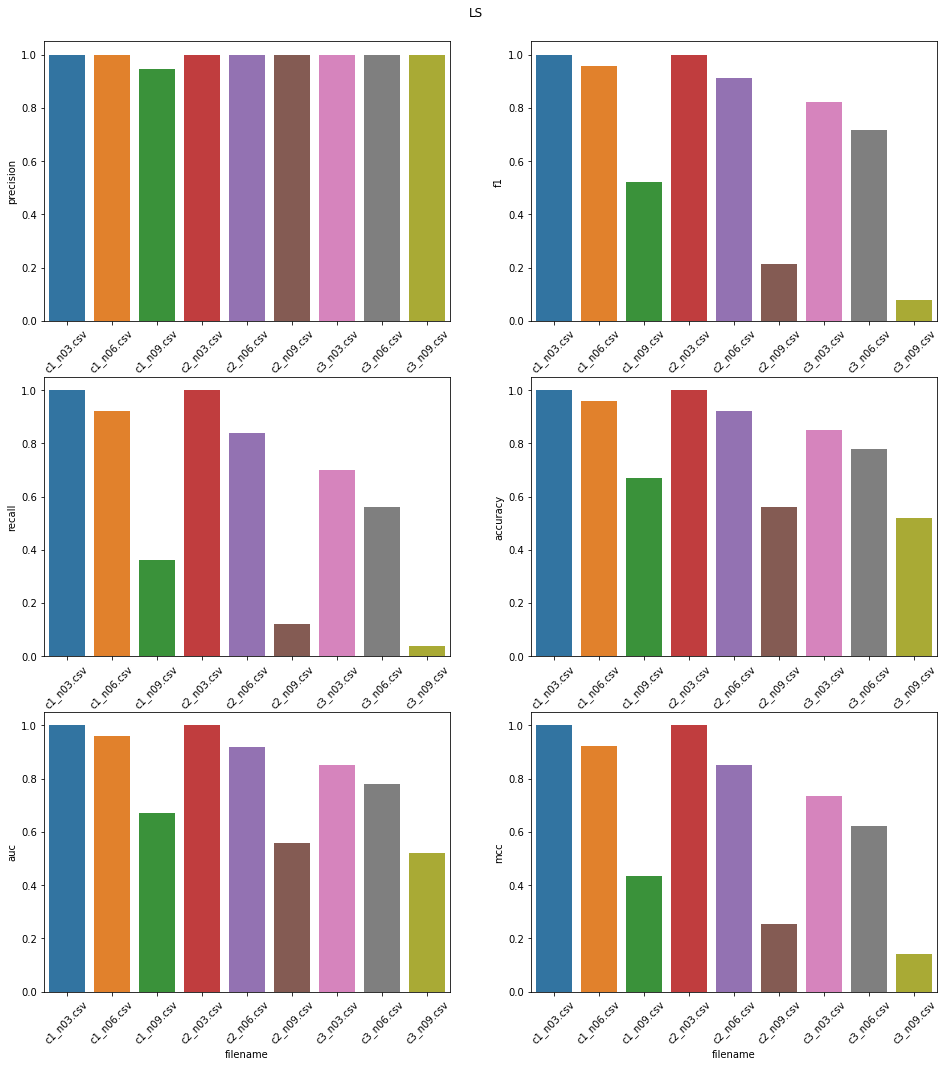 LS
precision
1.0
0.8
0.6
0.4
0.2
0.0
c1_n03.csv
c1_n06.csv
c1_n09.csv
c2_n03.csv
c2_n06.csv
c2_n09.csv
c3_n03.csv
c3_n06.csv
c3_n09.csv
f1
1.0
0.8
0.6
0.4
0.2
0.0
c1_n03.csv
c1_n06.csv
c1_n09.csv
c2_n03.csv
c2_n06.csv
c2_n09.csv
c3_n03.csv
c3_n06.csv
c3_n09.csv
recall
1.0
0.8
0.6
0.4
0.2
0.0
c1_n03.csv
c1_n06.csv
c1_n09.csv
c2_n03.csv
c2_n06.csv
c2_n09.csv
c3_n03.csv
c3_n06.csv
c3_n09.csv
accuracy
1.0
0.8
0.6
0.4
0.2
0.0
c1_n03.csv
c1_n06.csv
c1_n09.csv
c2_n03.csv
c2_n06.csv
c2_n09.csv
c3_n03.csv
c3_n06.csv
c3_n09.csv
auc
1.0
0.8
0.6
0.4
0.2
0.0
c1_n03.csv
c1_n06.csv
c1_n09.csv
c2_n03.csv
c2_n06.csv
c2_n09.csv
c3_n03.csv
c3_n06.csv
c3_n09.csv
filename
mcc
1.0
0.8
0.6
0.4
0.2
0.0
c1_n03.csv
c1_n06.csv
c1_n09.csv
c2_n03.csv
c2_n06.csv
c2_n09.csv
c3_n03.csv
c3_n06.csv
c3_n09.csv
filename